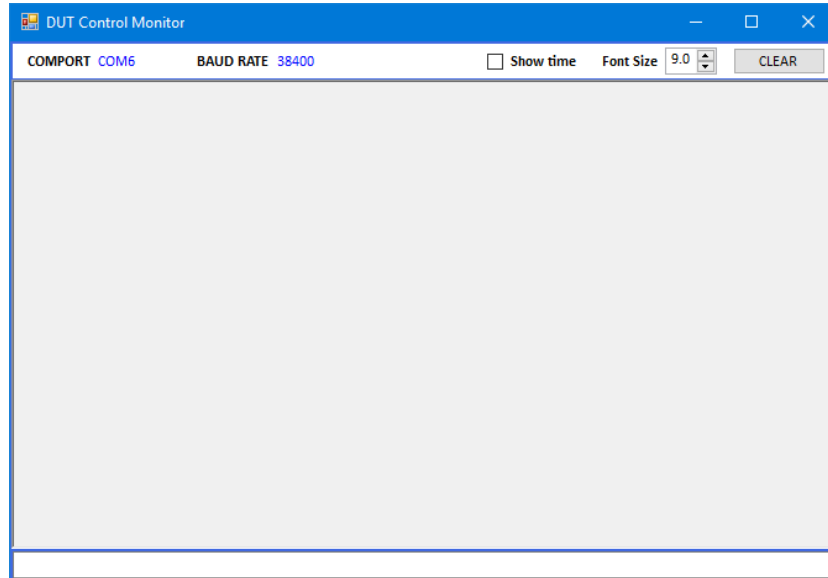 DUT Control Monitor
COMPORT COM6 BAUD RATE 38400 Show time Font Size 9.0 CLEAR